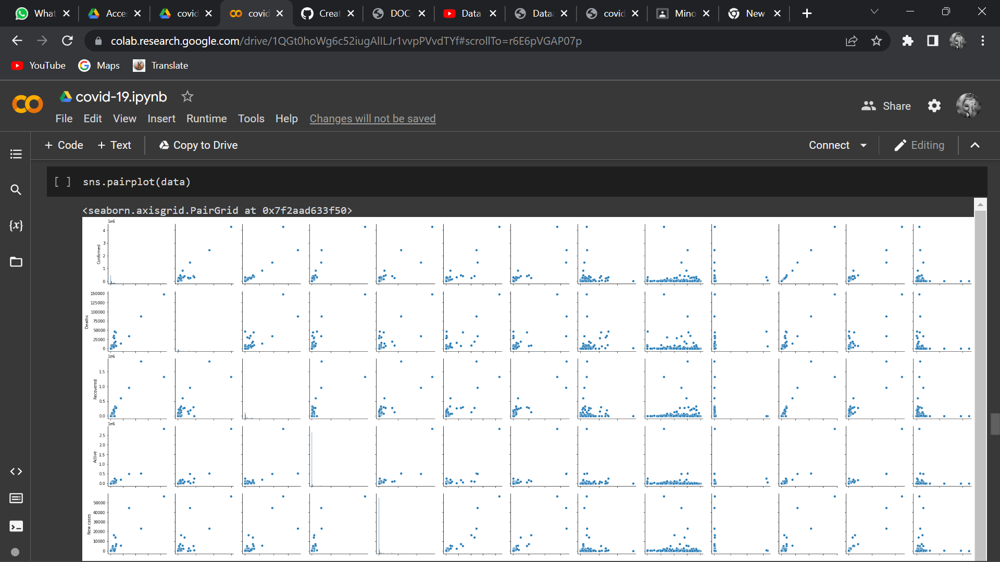 What Acces covid covid Creat DOC- Data Data covid Mino New
colab.research.google.com/drive/1QGt0hoWg6c52iugAlILJr1vvpPVvdTYf#scrollTo=r6E6pVGAP07p
YouTube Maps Translate
covid-19.ipynb
File Edit View Insert Runtime Tools Help Changes will not be saved
Share
+ Code + Text Copy to Drive
Connect Editing
[ ] sns.pairplot(data)
<seaborn.axisgrid.PairGrid at 0x7f2aad633f50>
1e6
4
3
2
1
0
Confirmed
150000
125000
100000
75000
50000
25000
0
Deaths
1e6
1.5
1.0
0.5
0.0
Recovered
1e6
2.5
2.0
1.5
1.0
0.5
0.0
Active
50000
40000
30000
20000
10000
0
New cases